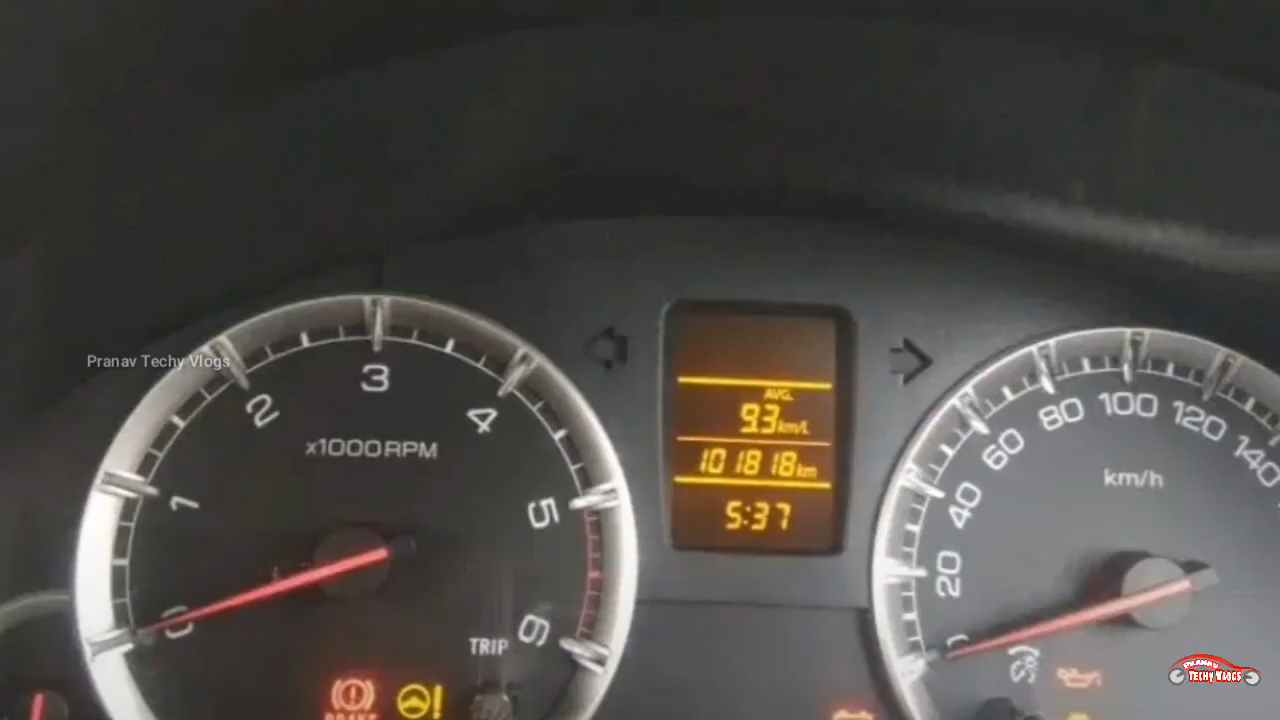 Pranav Techy Vlogs
0
1
2
3
4
5
6
x1000RPM
TRIP
BRAKE
AVG.
9.3km/L
101818km
5:37
0
20
40
60
80
100
120
140
km/h
PRANAV
TECHY VLOGS